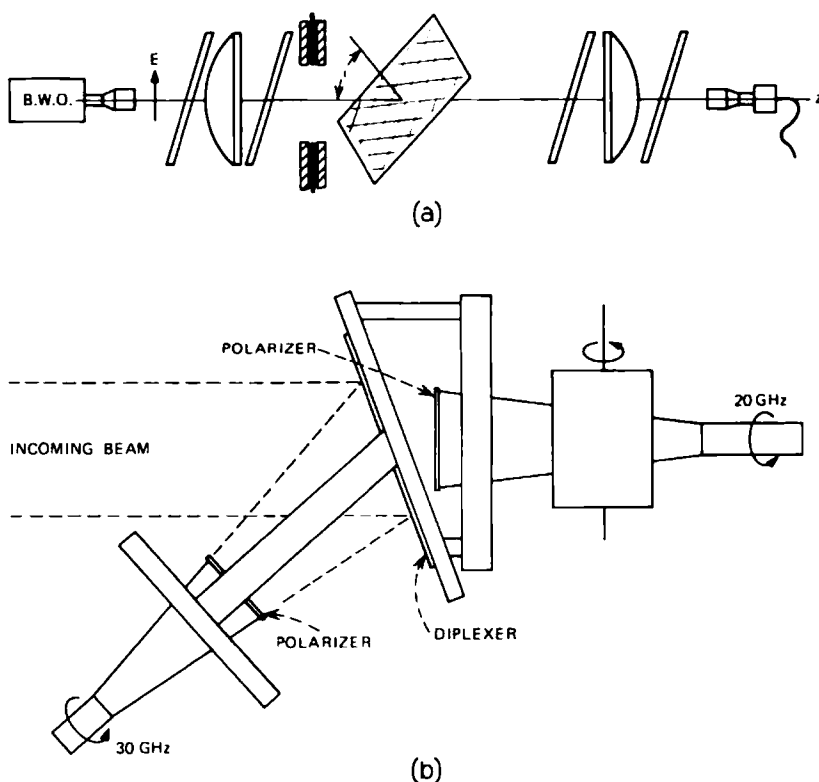 B.W.O.
E
z
(a)
POLARIZER
20 GHz
INCOMING BEAM
POLARIZER
DIPLEXER
30 GHz
(b)